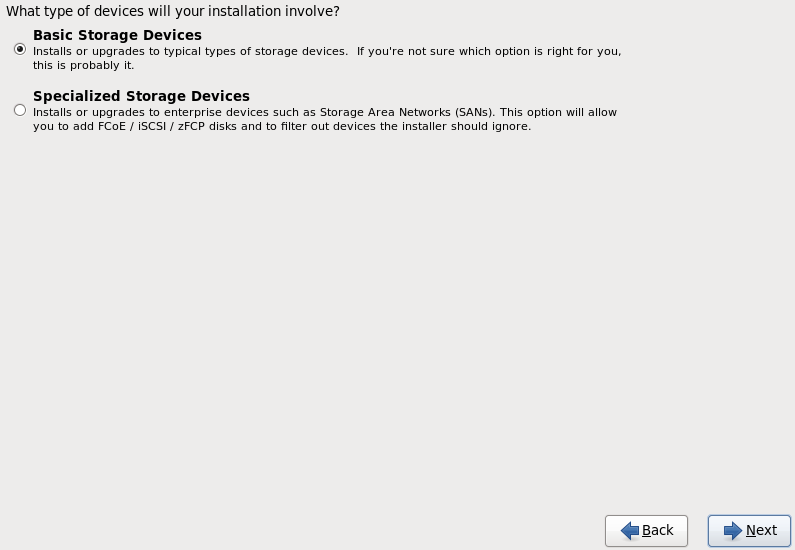 What type of devices will your installation involve?
Basic Storage Devices
Installs or upgrades to typical types of storage devices.  If you're not sure which option is right for you,
this is probably it.
Specialized Storage Devices
Installs or upgrades to enterprise devices such as Storage Area Networks (SANs). This option will allow
you to add FCoE / iSCSI / zFCP disks and to filter out devices the installer should ignore.
Back
Next